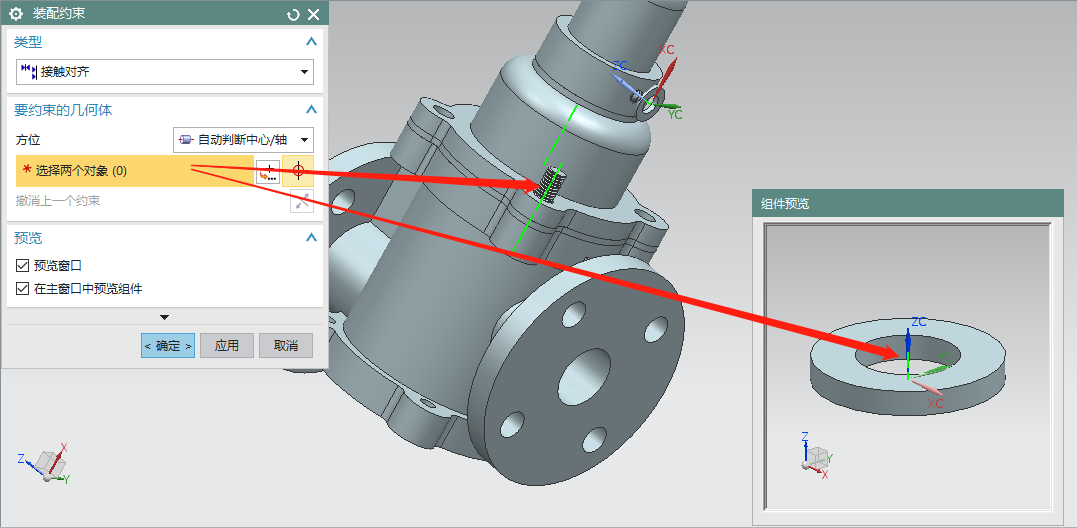 装配约束
类型
接触对齐
要约束的几何体
方位
自动判断中心/轴
* 选择两个对象 (0)
撤消上一个约束
预览
预览窗口
在主窗口中预览组件
< 确定 >
应用
取消
XC
ZC
YC
组件预览
ZC
XC
Z
Y
X
X
Z
Y